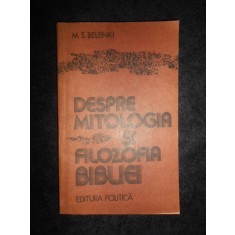 M. S. BELENKI
DESPRE
MITOLOGIA
ȘI
FILOZOFIA
BIBLIEI
EDITURA POLITICĂ